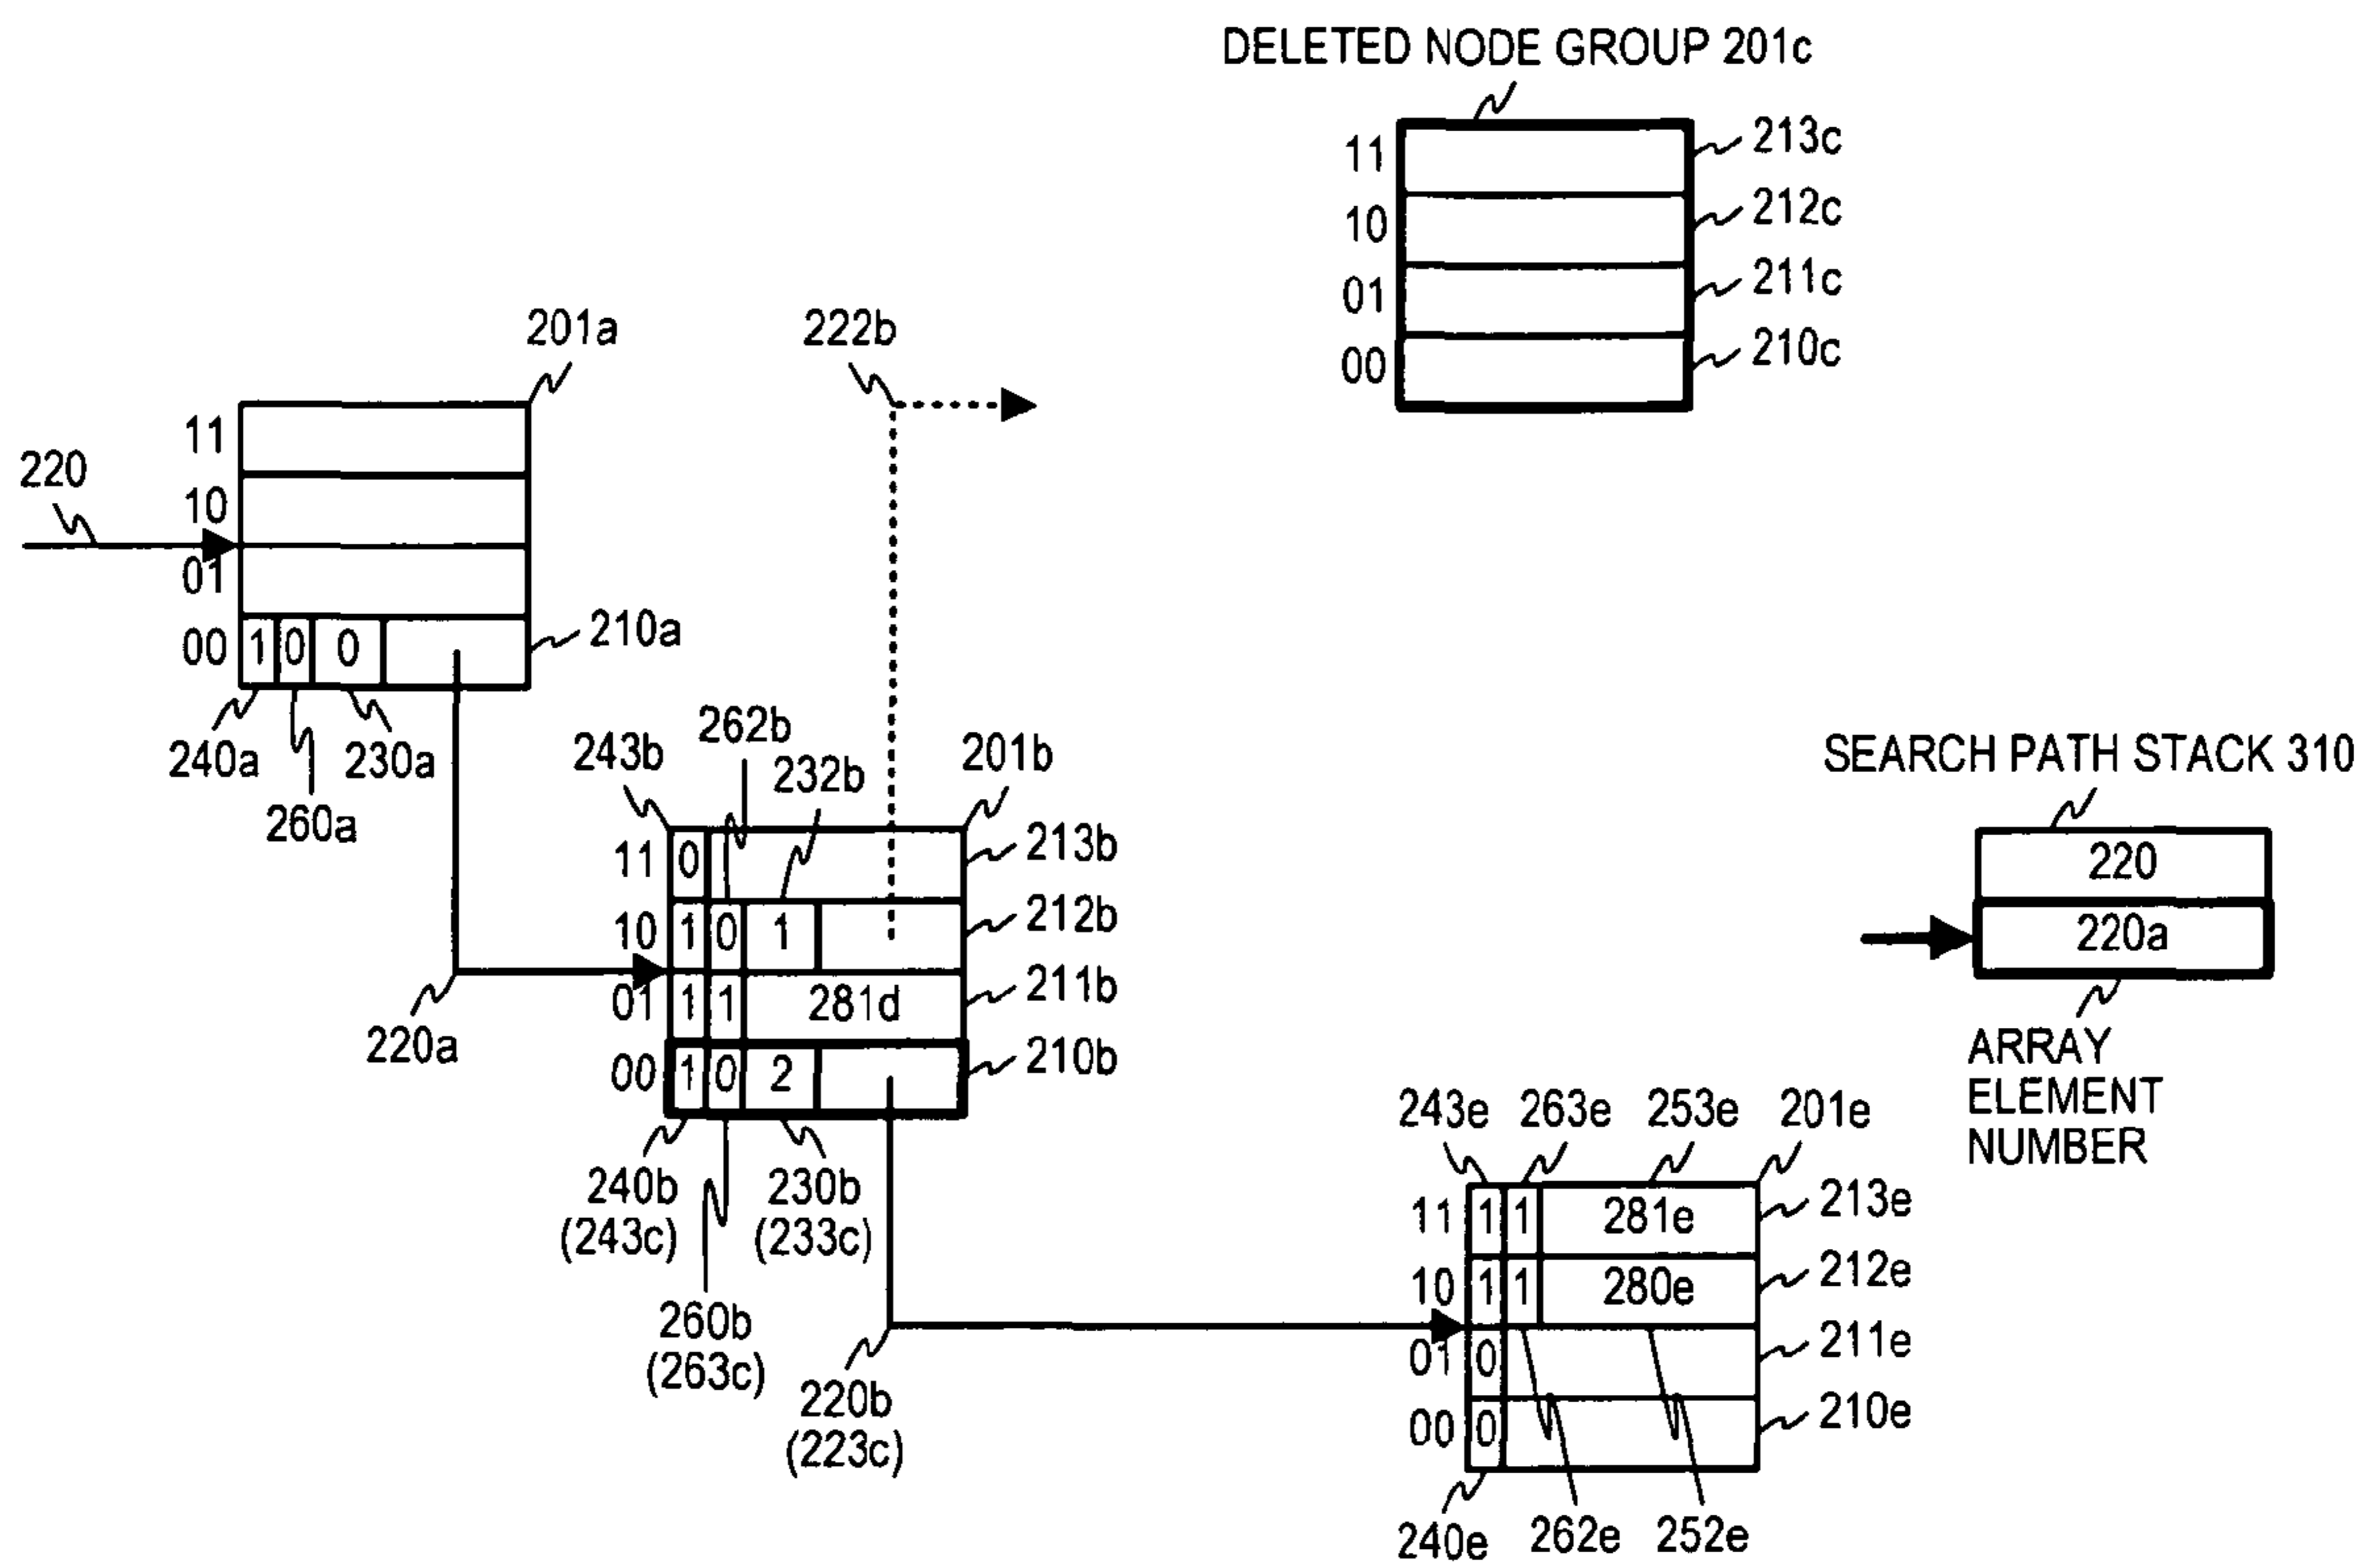 DELETED NODE GROUP 201c
11 213c
10 212c
01 211c
00 210c
201a
222b
11
220
10
01
00 1 0 0 210a
240a 230a
260a
262b
243b 232b 201b
11 0 213b
10 1 0 1 212b
01 1 1 281d 211b
00 1 0 2 210b
220a
240b 230b
(243c) (233c)
260b
(263c)
220b
(223c)
SEARCH PATH STACK 310
220
220a
ARRAY
ELEMENT
NUMBER
243e 263e 253e 201e
11 1 1 281e 213e
10 1 1 280e 212e
01 0 211e
00 0 210e
240e 262e 252e